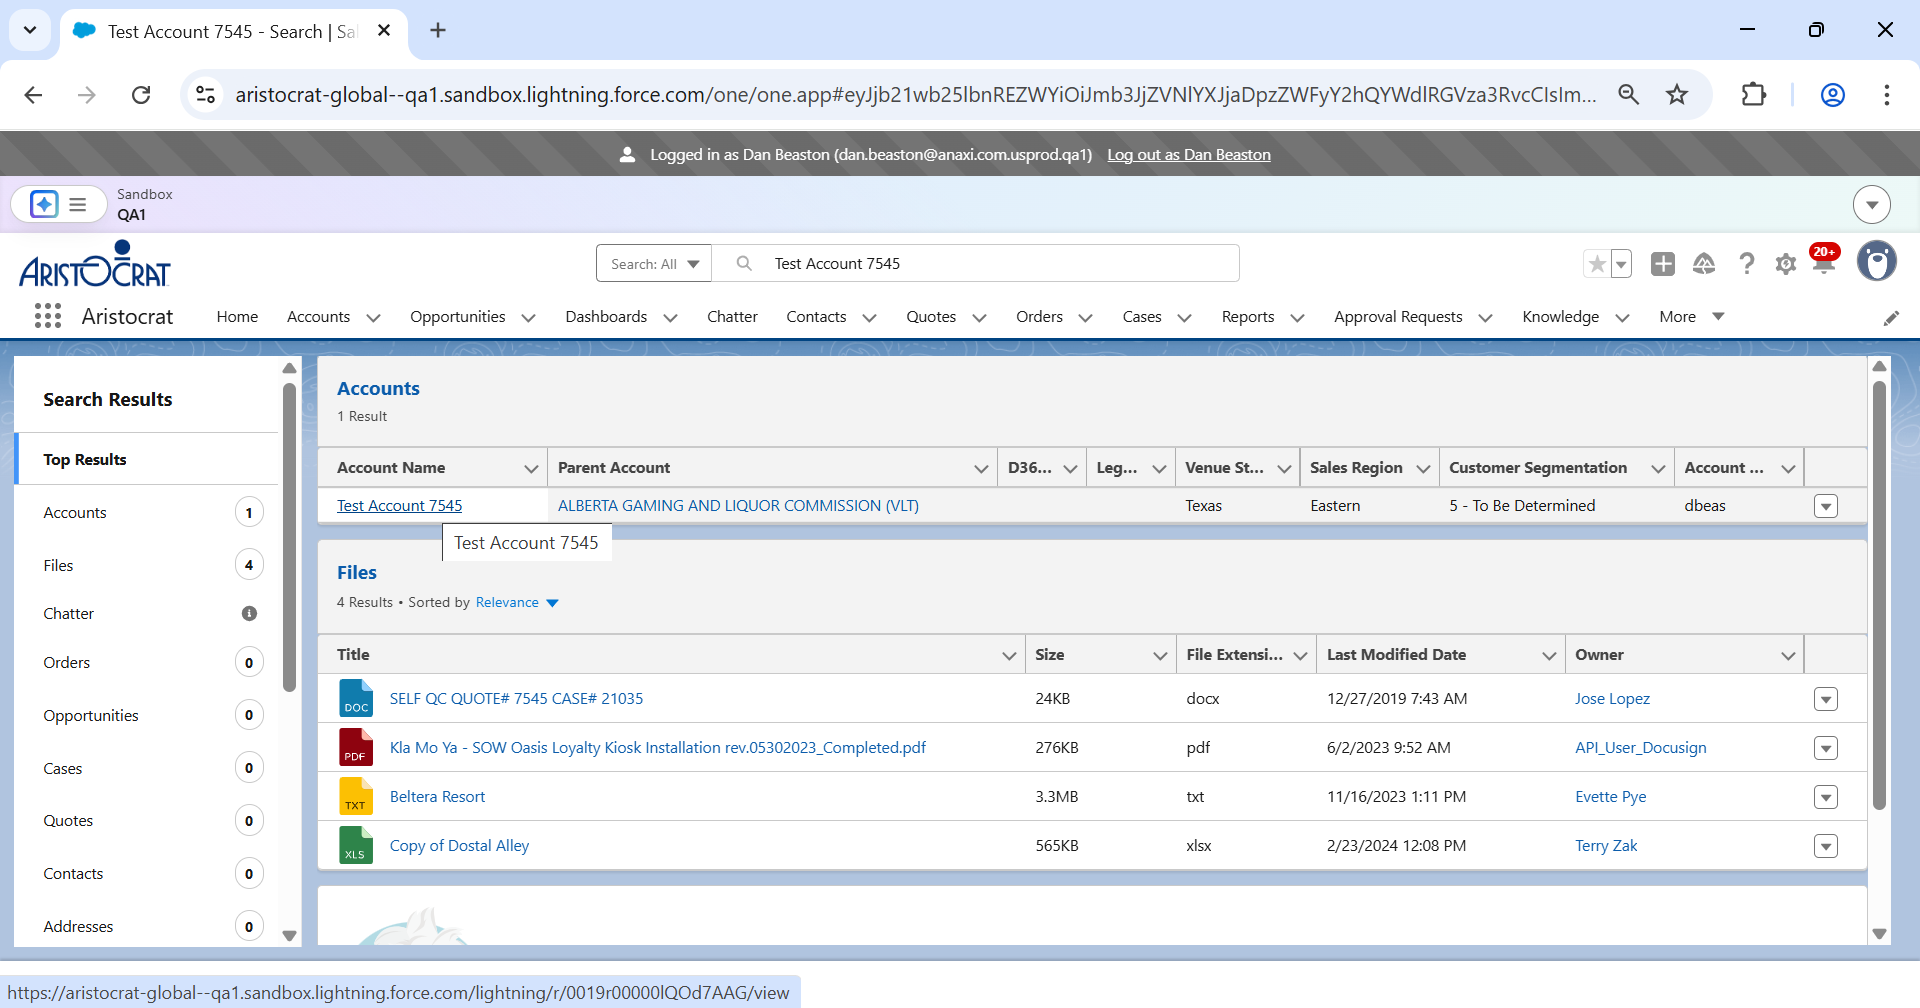 Test Account 7545 - Search | Sa
aristocrat-global--qa1.sandbox.lightning.force.com/one/one.app#eyJjb21wb25lbnREZWYiOiJmb3JjZVNlYXJjaDpzZWFyY2hQYWdlRGVza3RvcCIsIm...
Logged in as Dan Beaston (dan.beaston@anaxi.com.usprod.qa1) Log out as Dan Beaston
Sandbox
QA1
ARISTOCRAT
Search: All
Test Account 7545
20+
Aristocrat
Home
Accounts
Opportunities
Dashboards
Chatter
Contacts
Quotes
Orders
Cases
Reports
Approval Requests
Knowledge
More
Search Results
Top Results
Accounts 1
Files 4
Chatter
Orders 0
Opportunities 0
Cases 0
Quotes 0
Contacts 0
Addresses 0
Accounts
1 Result
Account Name Parent Account D36... Leg... Venue St... Sales Region Customer Segmentation Account ...
Test Account 7545 ALBERTA GAMING AND LIQUOR COMMISSION (VLT) Texas Eastern 5 - To Be Determined dbeas
Test Account 7545
Files
4 Results • Sorted by Relevance
Title Size File Extensi... Last Modified Date Owner
DOC SELF QC QUOTE# 7545 CASE# 21035 24KB docx 12/27/2019 7:43 AM Jose Lopez
PDF Kla Mo Ya - SOW Oasis Loyalty Kiosk Installation rev.05302023_Completed.pdf 276KB pdf 6/2/2023 9:52 AM API_User_Docusign
TXT Beltera Resort 3.3MB txt 11/16/2023 1:11 PM Evette Pye
XLS Copy of Dostal Alley 565KB xlsx 2/23/2024 12:08 PM Terry Zak
https://aristocrat-global--qa1.sandbox.lightning.force.com/lightning/r/0019r00000lQOd7AAG/view